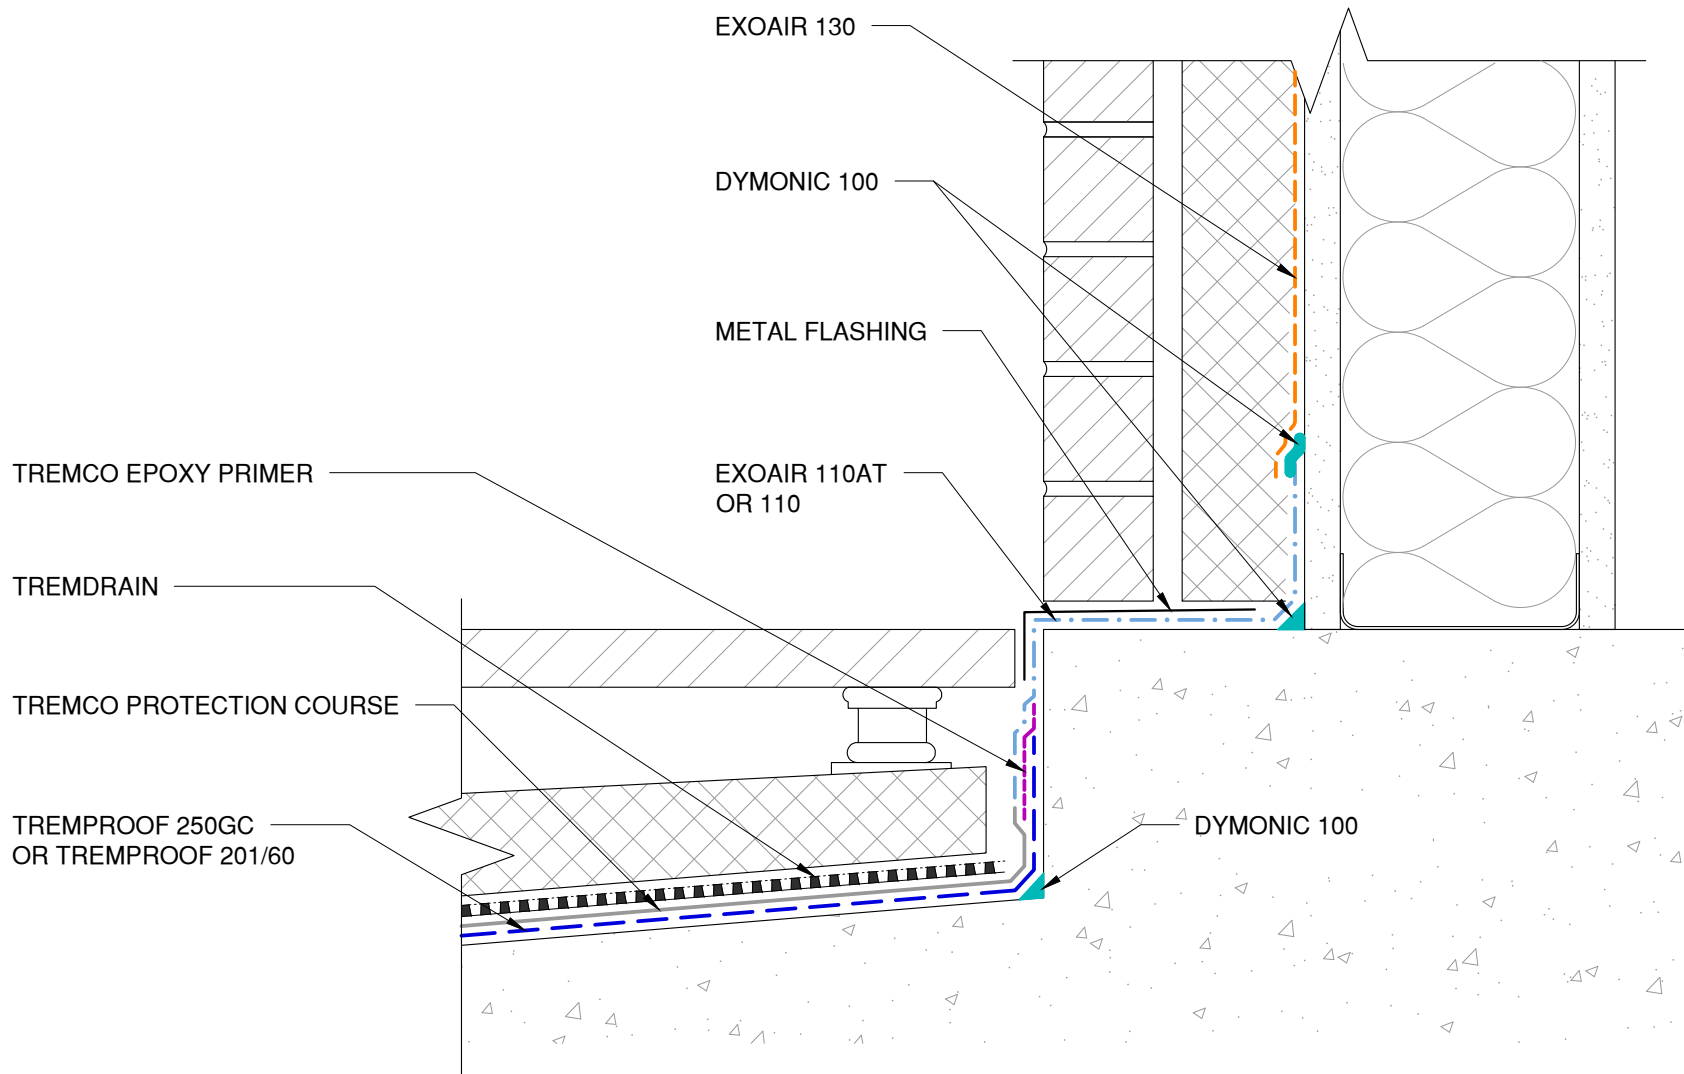 EXOAIR 130
DYMONIC 100
METAL FLASHING
TREMCO EPOXY PRIMER
EXOAIR 110AT
OR 110
TREMDRAIN
TREMCO PROTECTION COURSE
TREMPROOF 250GC
OR TREMPROOF 201/60
DYMONIC 100